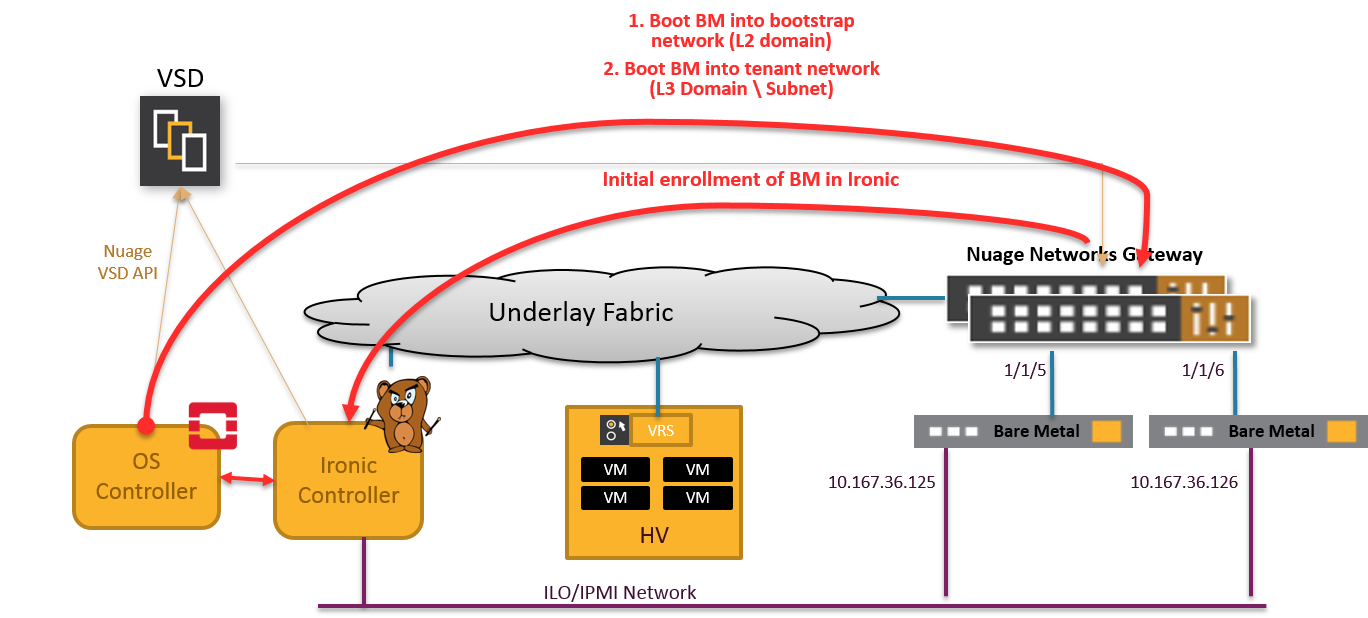 1. Boot BM into bootstrap
network (L2 domain)
2. Boot BM into tenant network
(L3 Domain \ Subnet)
VSD
Initial enrollment of BM in Ironic
Nuage
VSD API
Nuage Networks Gateway
Underlay Fabric
1/1/5
1/1/6
VRS
Bare Metal
Bare Metal
OS
Controller
Ironic
Controller
VM
VM
VM
VM
10.167.36.125
10.167.36.126
HV
ILO/IPMI Network